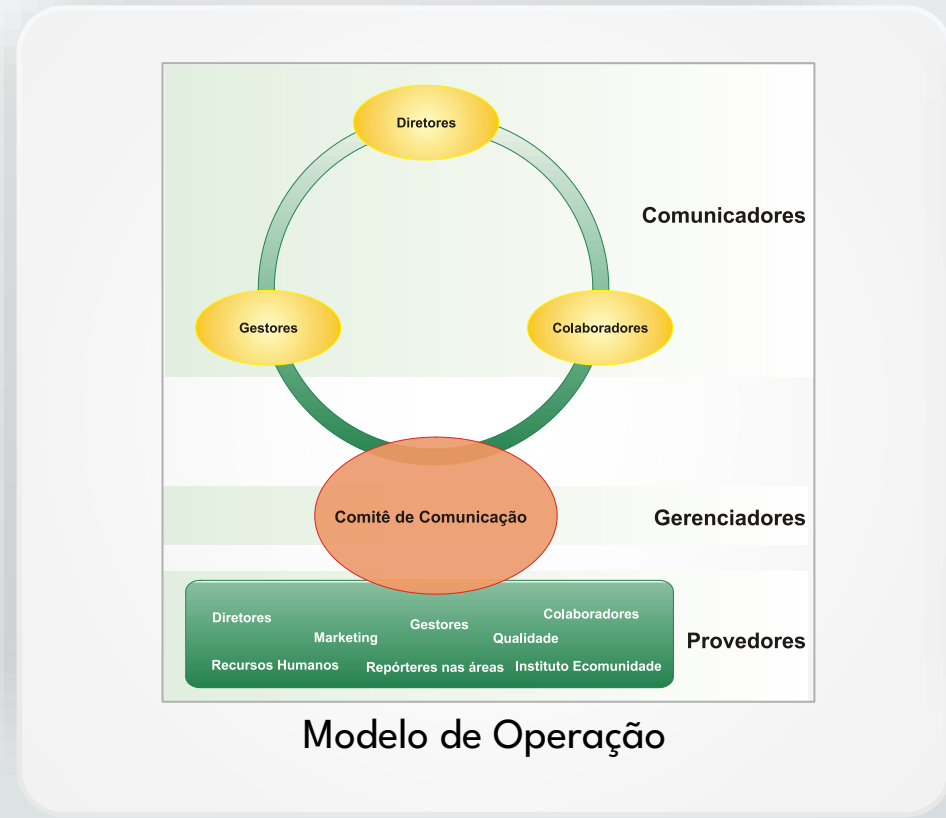 Diretores
Comunicadores
Gestores
Colaboradores
Comitê de Comunicação
Gerenciadores
Diretores
Gestores
Colaboradores
Marketing
Qualidade
Recursos Humanos
Repórteres nas áreas
Instituto Ecomunidade
Provedores
Modelo de Operação